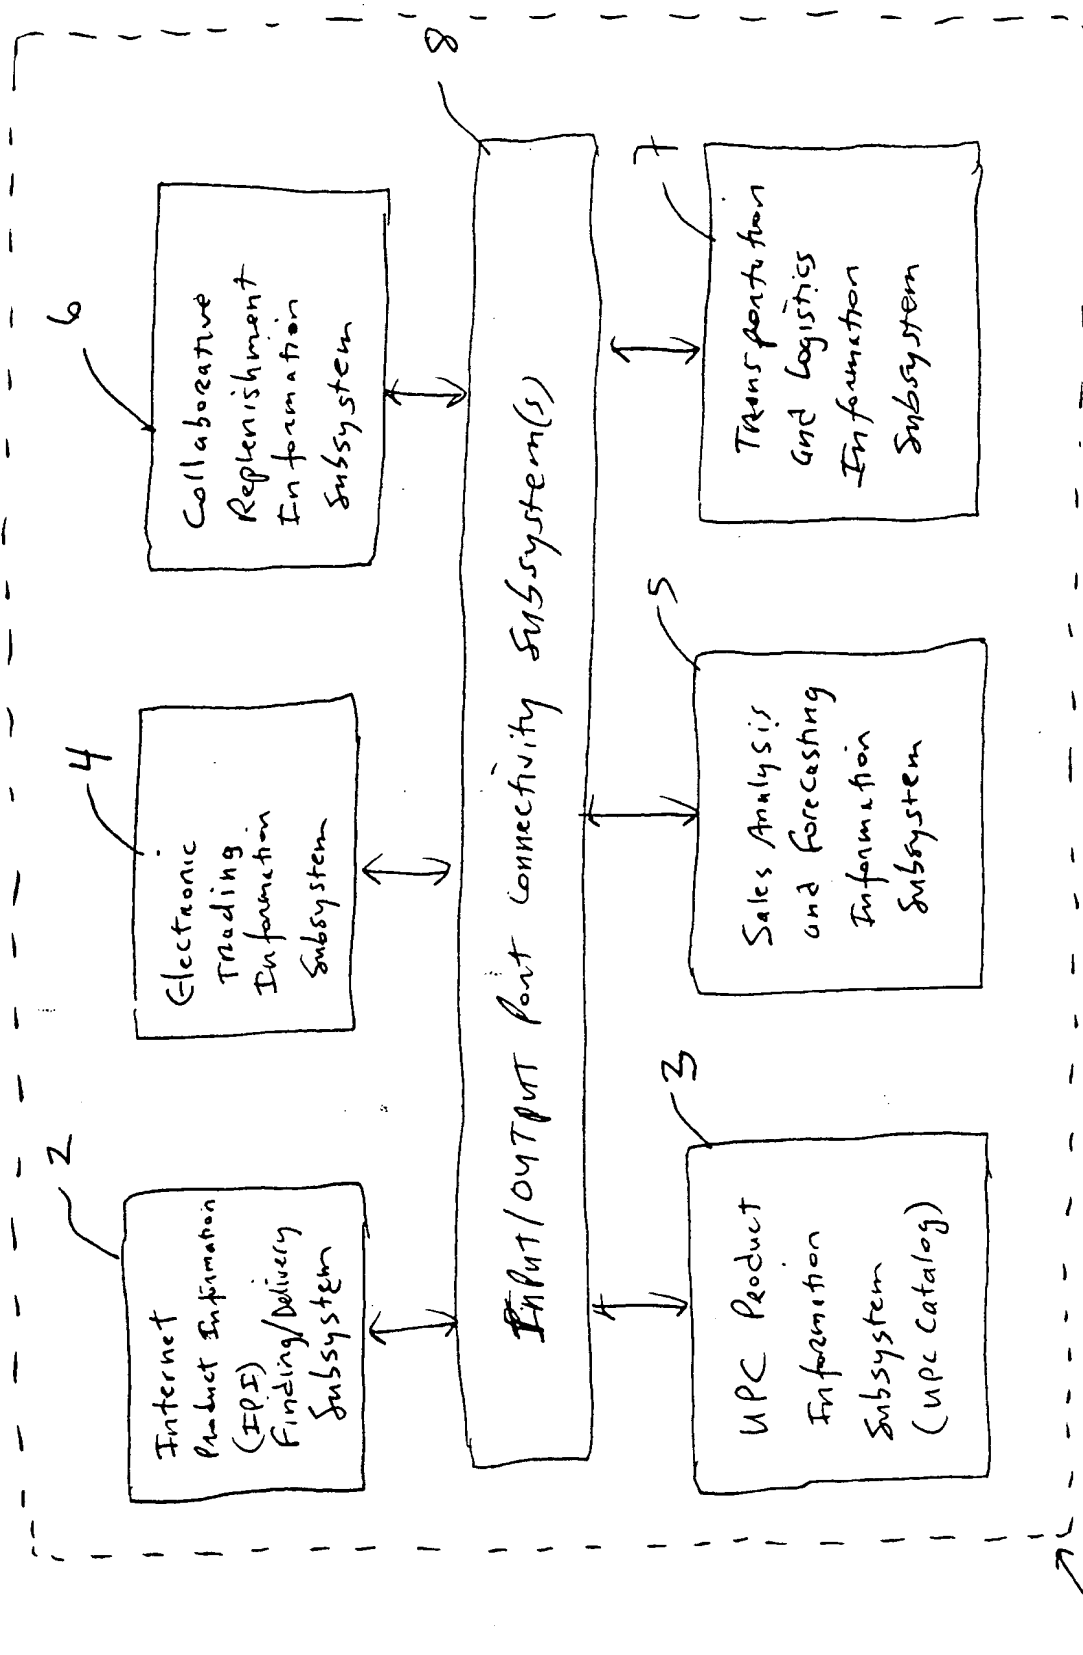 2
Internet
Product Information
(IPI)
Finding/Delivery
Subsystem
4
Electronic
Trading
Information
Subsystem
6
Collaborative
Replenishment
Information
Subsystem
8
Input/Output Port Connectivity Subsystem(s)
3
UPC Product
Information
Subsystem
(UPC Catalog)
5
Sales Analysis
and Forecasting
Information
Subsystem
7
Transportation
and Logistics
Information
Subsystem